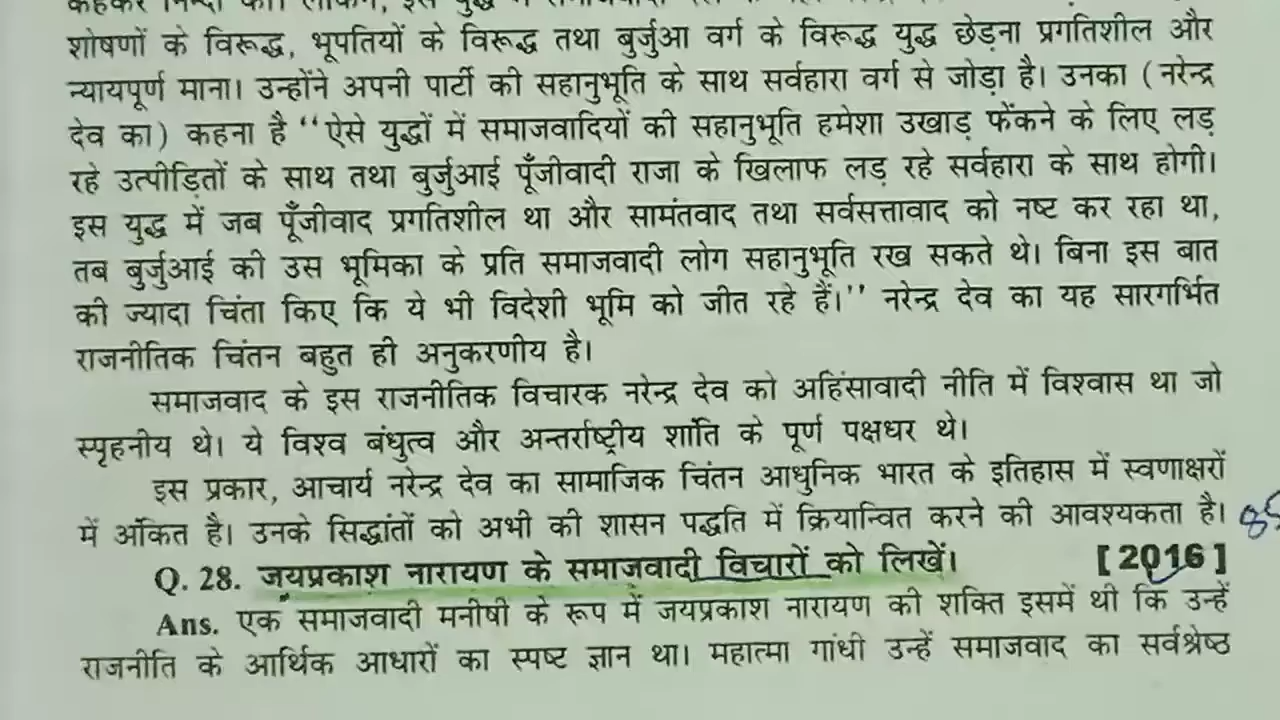 शोषणों के विरूद्ध, भूपतियों के विरूद्ध तथा बुर्जुआ वर्ग के विरूद्ध युद्ध छेड़ना प्रगतिशील और
न्यायपूर्ण माना। उन्होंने अपनी पार्टी की सहानुभूति के साथ सर्वहारा वर्ग से जोड़ा है। उनका ( नरेन्द्र
देव का) कहना है ‘‘ऐसे युद्धों में समाजवादियों की सहानुभूति हमेशा उखाड़ फेंकने के लिए लड़
रहे उत्पीड़ितों के साथ तथा बुर्जुआई पूँजीवादी राजा के खिलाफ लड़ रहे सर्वहारा के साथ होगी।
इस युद्ध में जब पूँजीवाद प्रगतिशील था और सामंतवाद तथा सर्वसत्तावाद को नष्ट कर रहा था,
तब बुर्जुआई की उस भूमिका के प्रति समाजवादी लोग सहानुभूति रख सकते थे। बिना इस बात
की ज्यादा चिंता किए कि ये भी विदेशी भूमि को जीत रहे हैं।’’ नरेन्द्र देव का यह सारगर्भित
राजनीतिक चिंतन बहुत ही अनुकरणीय है।
समाजवाद के इस राजनीतिक विचारक नरेन्द्र देव को अहिंसावादी नीति में विश्वास था जो
स्पृहनीय थे। ये विश्व बंधुत्व और अन्तर्राष्ट्रीय शांति के पूर्ण पक्षधर थे।
इस प्रकार, आचार्य नरेन्द्र देव का सामाजिक चिंतन आधुनिक भारत के इतिहास में स्वणाक्षरों
में अंकित है। उनके सिद्धांतों को अभी की शासन पद्धति में क्रियान्वित करने की आवश्यकता है।
Q. 28. जयप्रकाश नारायण के समाजवादी विचारों को लिखें। [2016]
Ans. एक समाजवादी मनीषी के रूप में जयप्रकाश नारायण की शक्ति इसमें थी कि उन्हें
राजनीति के आर्थिक आधारों का स्पष्ट ज्ञान था। महात्मा गांधी उन्हें समाजवाद का सर्वश्रेष्ठ